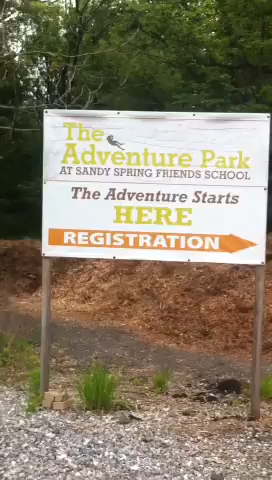 The
Adventure Park
AT SANDY SPRING FRIENDS SCHOOL
The Adventure Starts
HERE
REGISTRATION